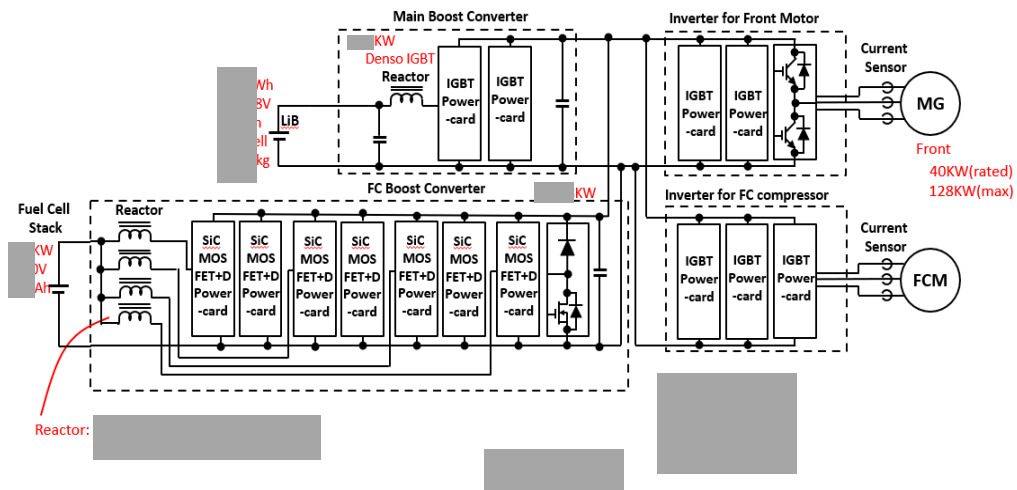 Main Boost Converter
KW
Denso IGBT
Reactor
IGBT
Power
-card
IGBT
Power
-card
Wh
8V
ell
kg
LiB
Inverter for Front Motor
IGBT
Power
-card
IGBT
Power
-card
Current
Sensor
MG
Front
40KW(rated)
128KW(max)
FC Boost Converter
KW
Fuel Cell
Stack
KW
0V
Ah
Reactor
SiC
MOS
FET+D
Power
-card
SiC
MOS
FET+D
Power
-card
SiC
MOS
FET+D
Power
-card
SiC
MOS
FET+D
Power
-card
SiC
MOS
FET+D
Power
-card
SiC
MOS
FET+D
Power
-card
SiC
MOS
FET+D
Power
-card
Inverter for FC compressor
IGBT
Power
-card
IGBT
Power
-card
IGBT
Power
-card
Current
Sensor
FCM
Reactor: